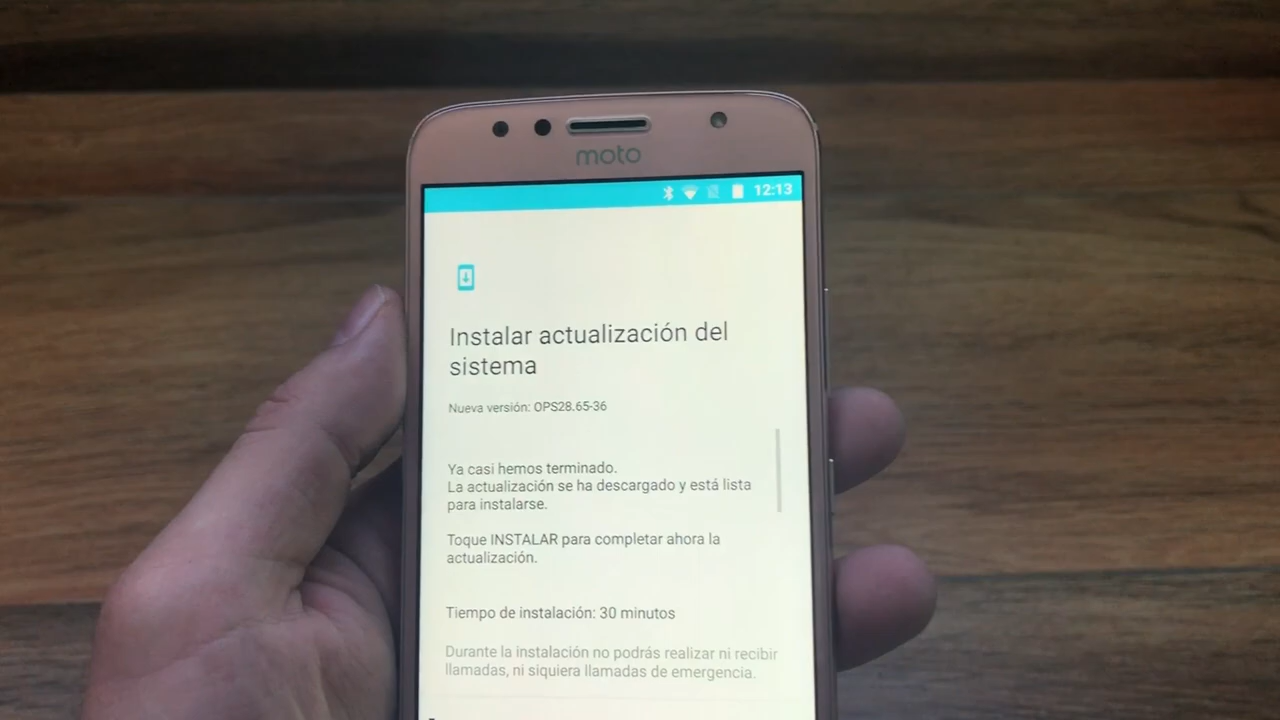 moto
12:13
Instalar actualización del
sistema
Nueva versión: OPS28.65-36
Ya casi hemos terminado.
La actualización se ha descargado y está lista
para instalarse.
Toque INSTALAR para completar ahora la
actualización.
Tiempo de instalación: 30 minutos
Durante la instalación no podrás realizar ni recibir
llamadas, ni siquiera llamadas de emergencia.